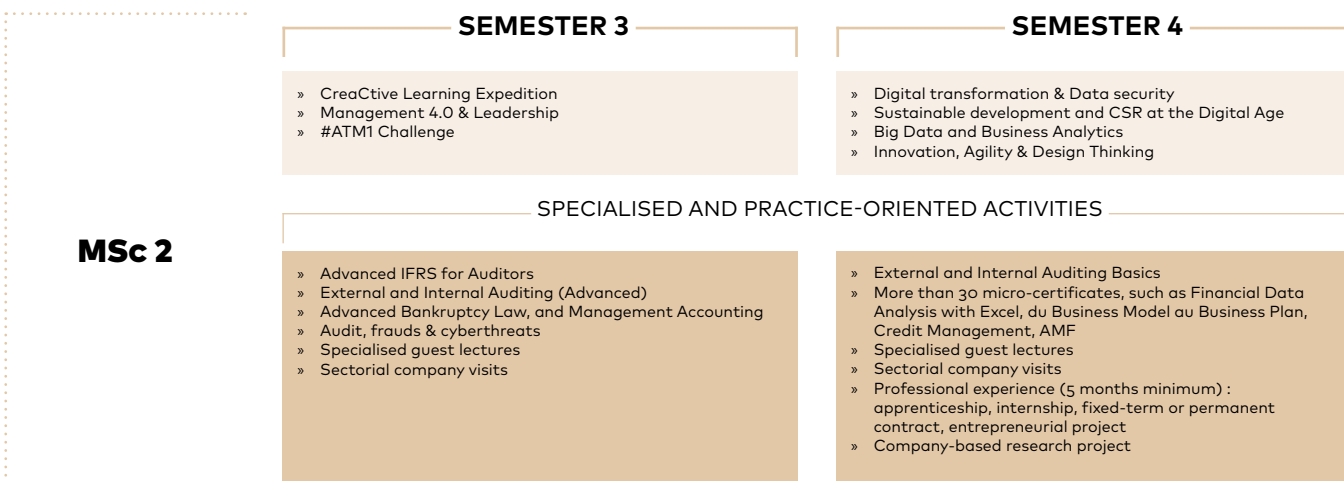 MSc 2
SEMESTER 3
» CreaCtive Learning Expedition
» Management 4.0 & Leadership
» #ATM1 Challenge
SEMESTER 4
» Digital transformation & Data security
» Sustainable development and CSR at the Digital Age
» Big Data and Business Analytics
» Innovation, Agility & Design Thinking
SPECIALISED AND PRACTICE-ORIENTED ACTIVITIES
» Advanced IFRS for Auditors
» External and Internal Auditing (Advanced)
» Advanced Bankruptcy Law, and Management Accounting
» Audit, frauds & cyberthreats
» Specialised guest lectures
» Sectorial company visits
» External and Internal Auditing Basics
» More than 30 micro-certificates, such as Financial Data
Analysis with Excel, du Business Model au Business Plan,
Credit Management, AMF
» Specialised guest lectures
» Sectorial company visits
» Professional experience (5 months minimum) :
apprenticeship, internship, fixed-term or permanent
contract, entrepreneurial project
» Company-based research project